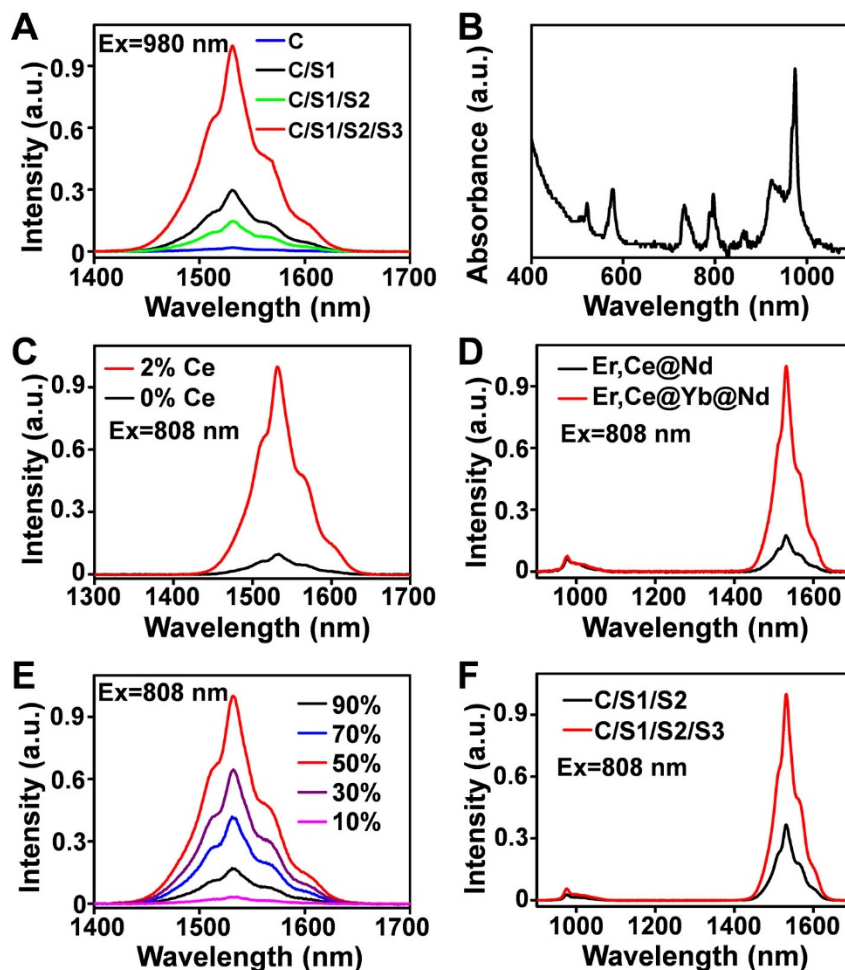 A
Ex=980 nm
C
C/S1
C/S1/S2
C/S1/S2/S3
0.9
0.6
0.3
0
Intensity (a.u.)
1400 1500 1600 1700
Wavelength (nm)
B
Absorbance (a.u.)
400 600 800 1000
Wavelength (nm)
C
2% Ce
0% Ce
Ex=808 nm
0.9
0.6
0.3
0
Intensity (a.u.)
1300 1400 1500 1600 1700
Wavelength (nm)
D
Er,Ce@Nd
Er,Ce@Yb@Nd
Ex=808 nm
0.9
0.6
0.3
0
Intensity (a.u.)
1000 1200 1400 1600
Wavelength (nm)
E
Ex=808 nm
90%
70%
50%
30%
10%
0.9
0.6
0.3
0
Intensity (a.u.)
1400 1500 1600 1700
Wavelength (nm)
F
C/S1/S2
C/S1/S2/S3
Ex=808 nm
0.9
0.6
0.3
0
Intensity (a.u.)
1000 1200 1400 1600
Wavelength (nm)